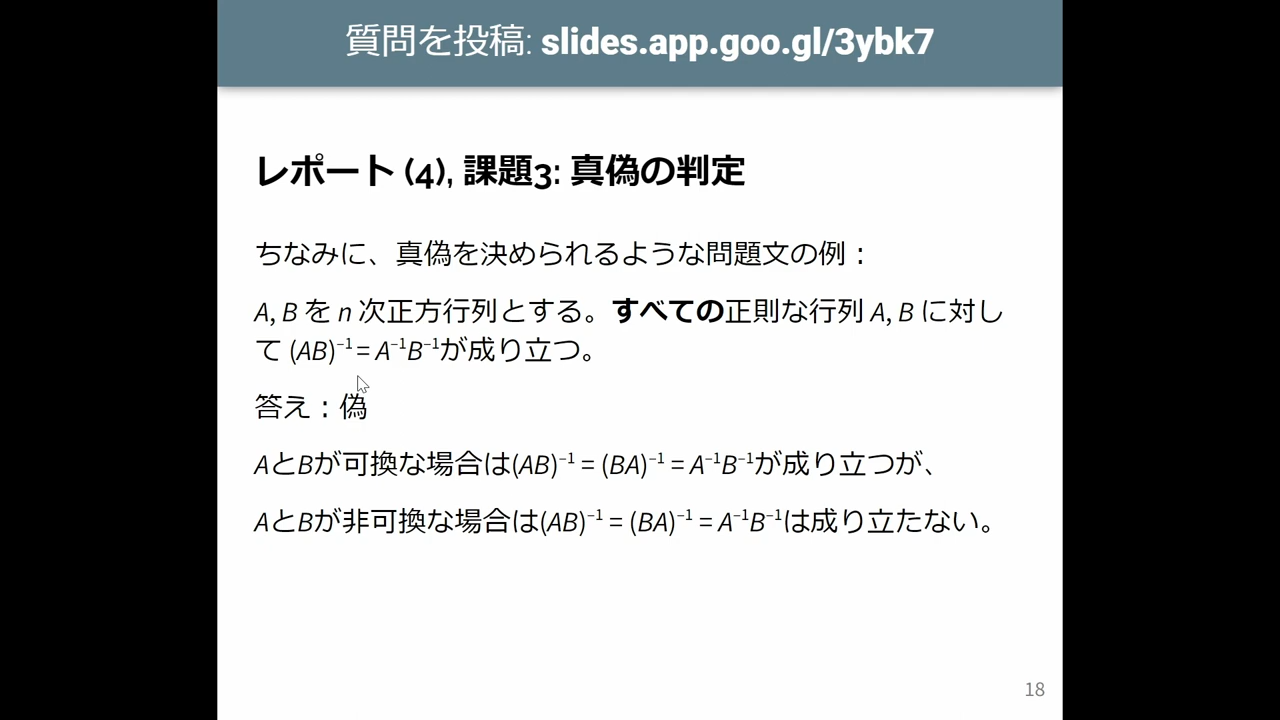 質問を投稿: slides.app.goo.gl/3ybk7
レポート (4), 課題3: 真偽の判定
ちなみに、真偽を決められるような問題文の例：
A, B を n 次正方行列とする。すべての正則な行列 A, B に対し
て (AB)⁻¹ = A⁻¹B⁻¹が成り立つ。
答え：偽
AとBが可換な場合は(AB)⁻¹ = (BA)⁻¹ = A⁻¹B⁻¹が成り立つが、
AとBが非可換な場合は(AB)⁻¹ = (BA)⁻¹ = A⁻¹B⁻¹は成り立たない。
18